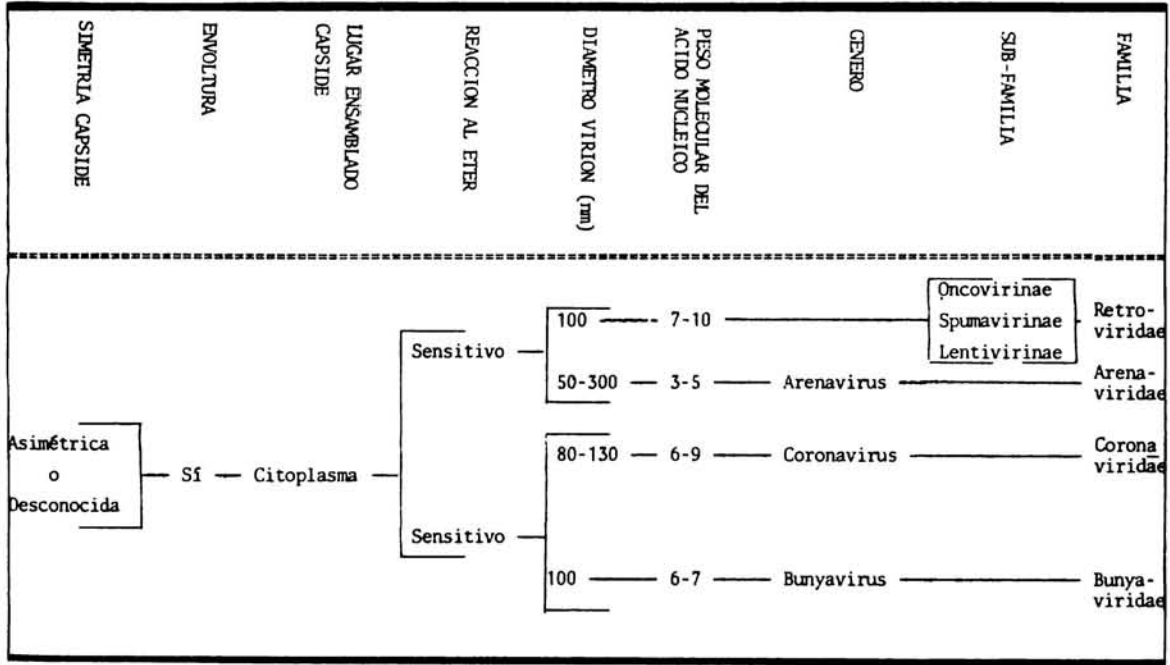 SIMETRIA CAPSIDE
ENVOLTURA
LUGAR ENSAMBLADO
CAPSIDE
REACCION AL ETER
DIAMETRO VIRION (nm)
PESO MOLECULAR DEL
ACIDO NUCLEICO
GENERO
SUB-FAMILIA
FAMILIA
Asimétrica
o
Desconocida
Sí
Citoplasma
Sensitivo
100 7-10
Oncovirinae
Spumavirinae
Lentivirinae
Retro-
viridae
50-300 3-5 Arenavirus
Arena-
viridae
Sensitivo
80-130 6-9 Coronavirus
Corona
viridae
100 6-7 Bunyavirus
Bunya-
viridae